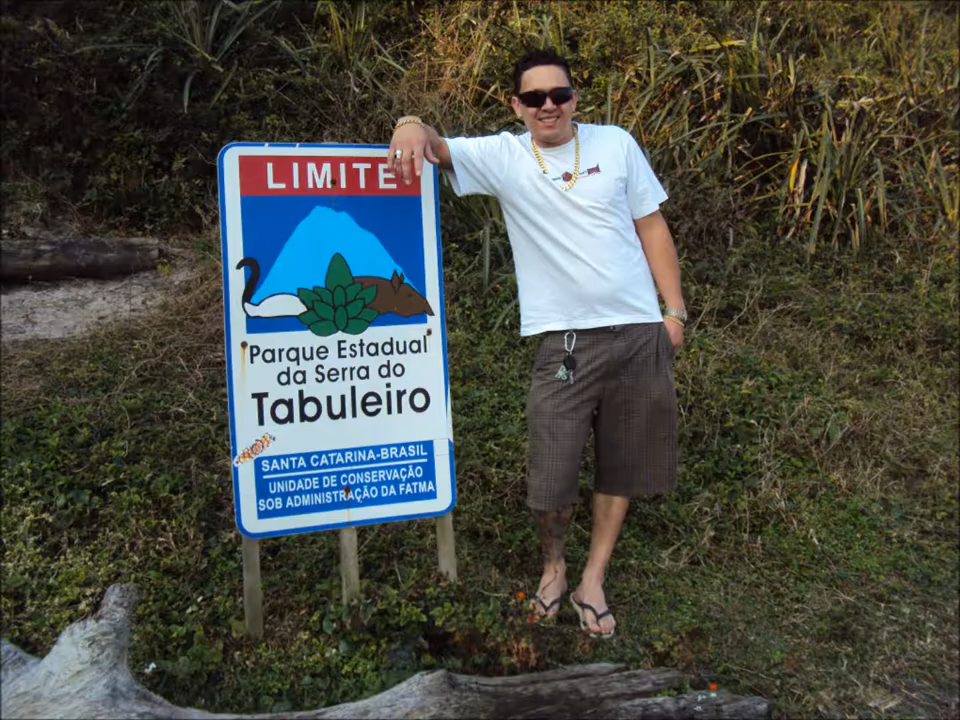 LIMITE
Parque Estadual
da Serra do
Tabuleiro
SANTA CATARINA-BRASIL
UNIDADE DE CONSERVAÇÃO
SOB ADMINISTRAÇÃO DA FATMA